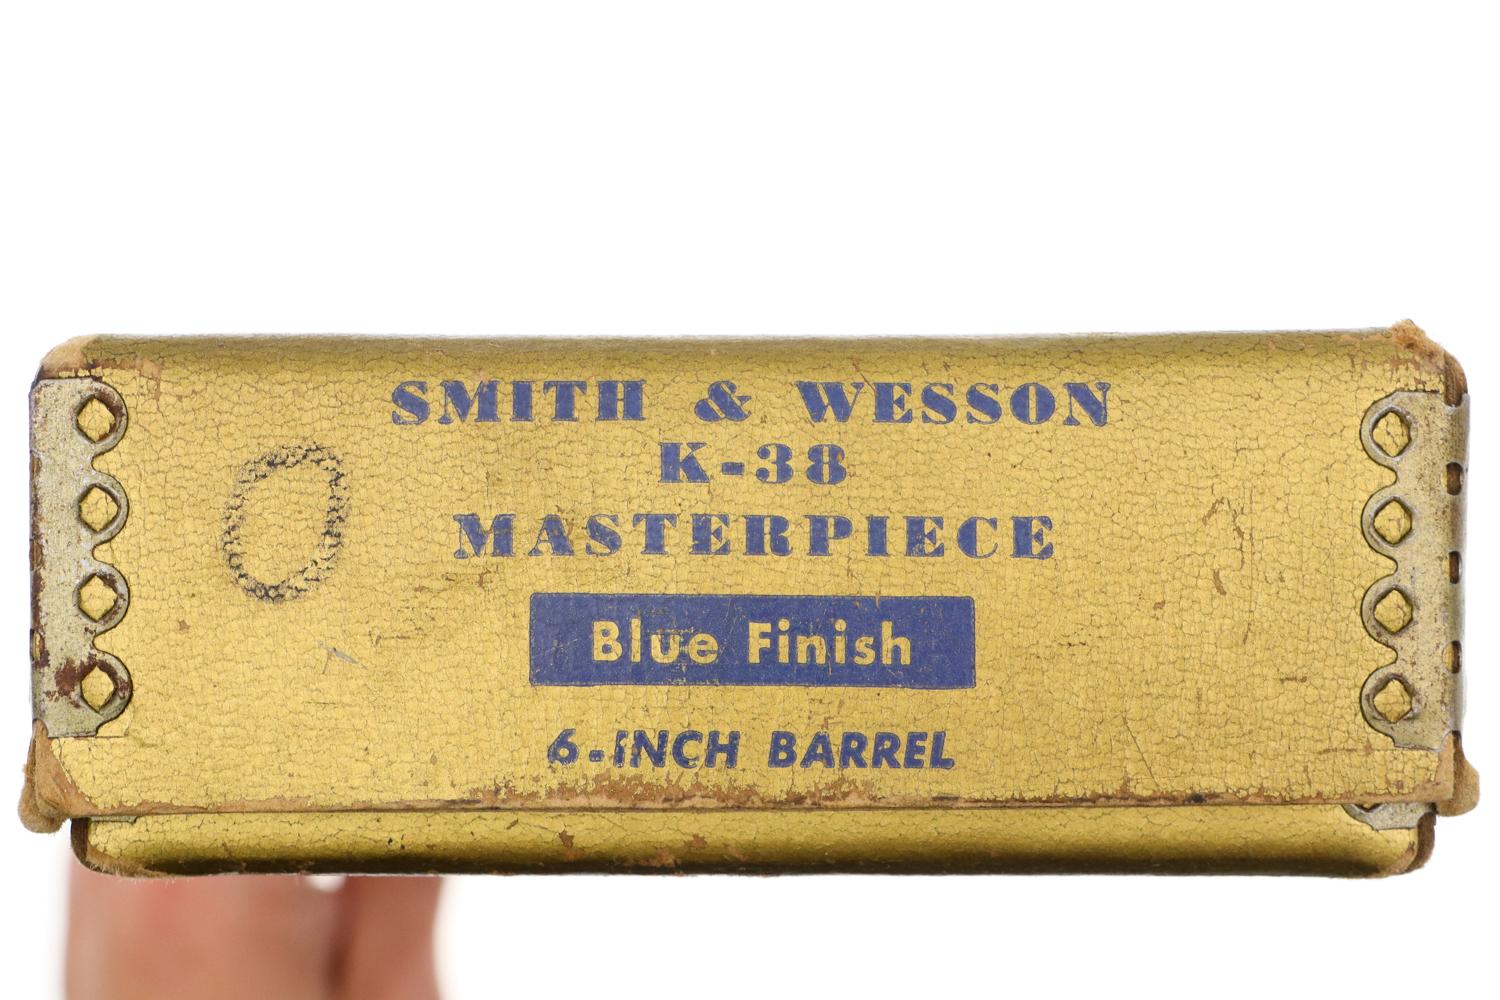 SMITH & WESSON
K-38
MASTERPIECE
Blue Finish
6-INCH BARREL